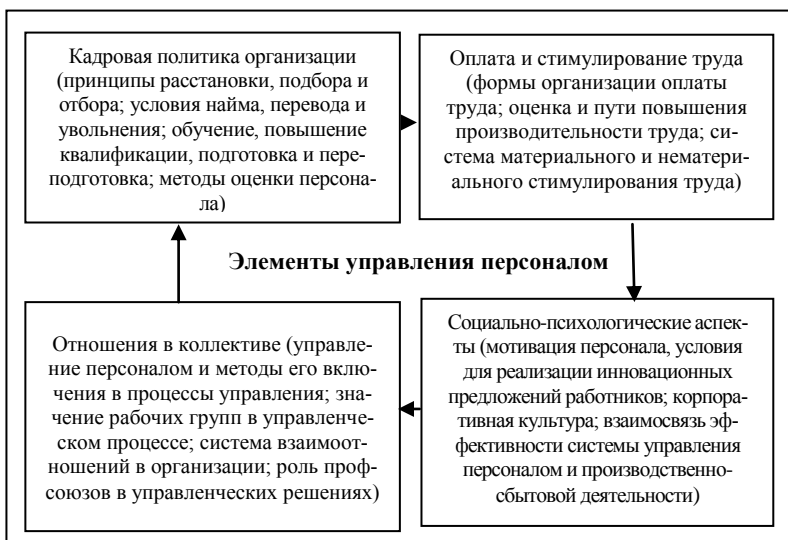 Кадровая политика организации
(принципы расстановки, подбора и
отбора; условия найма, перевода и
увольнения; обучение, повышение
квалификации, подготовка и пере-
подготовка; методы оценки персона-
ла)
Оплата и стимулирование труда
(формы организации оплаты
труда; оценка и пути повышения
производительности труда; си-
стема материального и нематери-
ального стимулирования труда)
Элементы управления персоналом
Отношения в коллективе (управле-
ние персоналом и методы его вклю-
чения в процессы управления; зна-
чение рабочих групп в управленче-
ском процессе; система взаимоот-
ношений в организации; роль проф-
союзов в управленческих решениях)
Социально-психологические аспек-
ты (мотивация персонала, условия
для реализации инновационных
предложений работников; корпора-
тивная культура; взаимосвязь эф-
фективности системы управления
персоналом и производственно-
сбытовой деятельности)